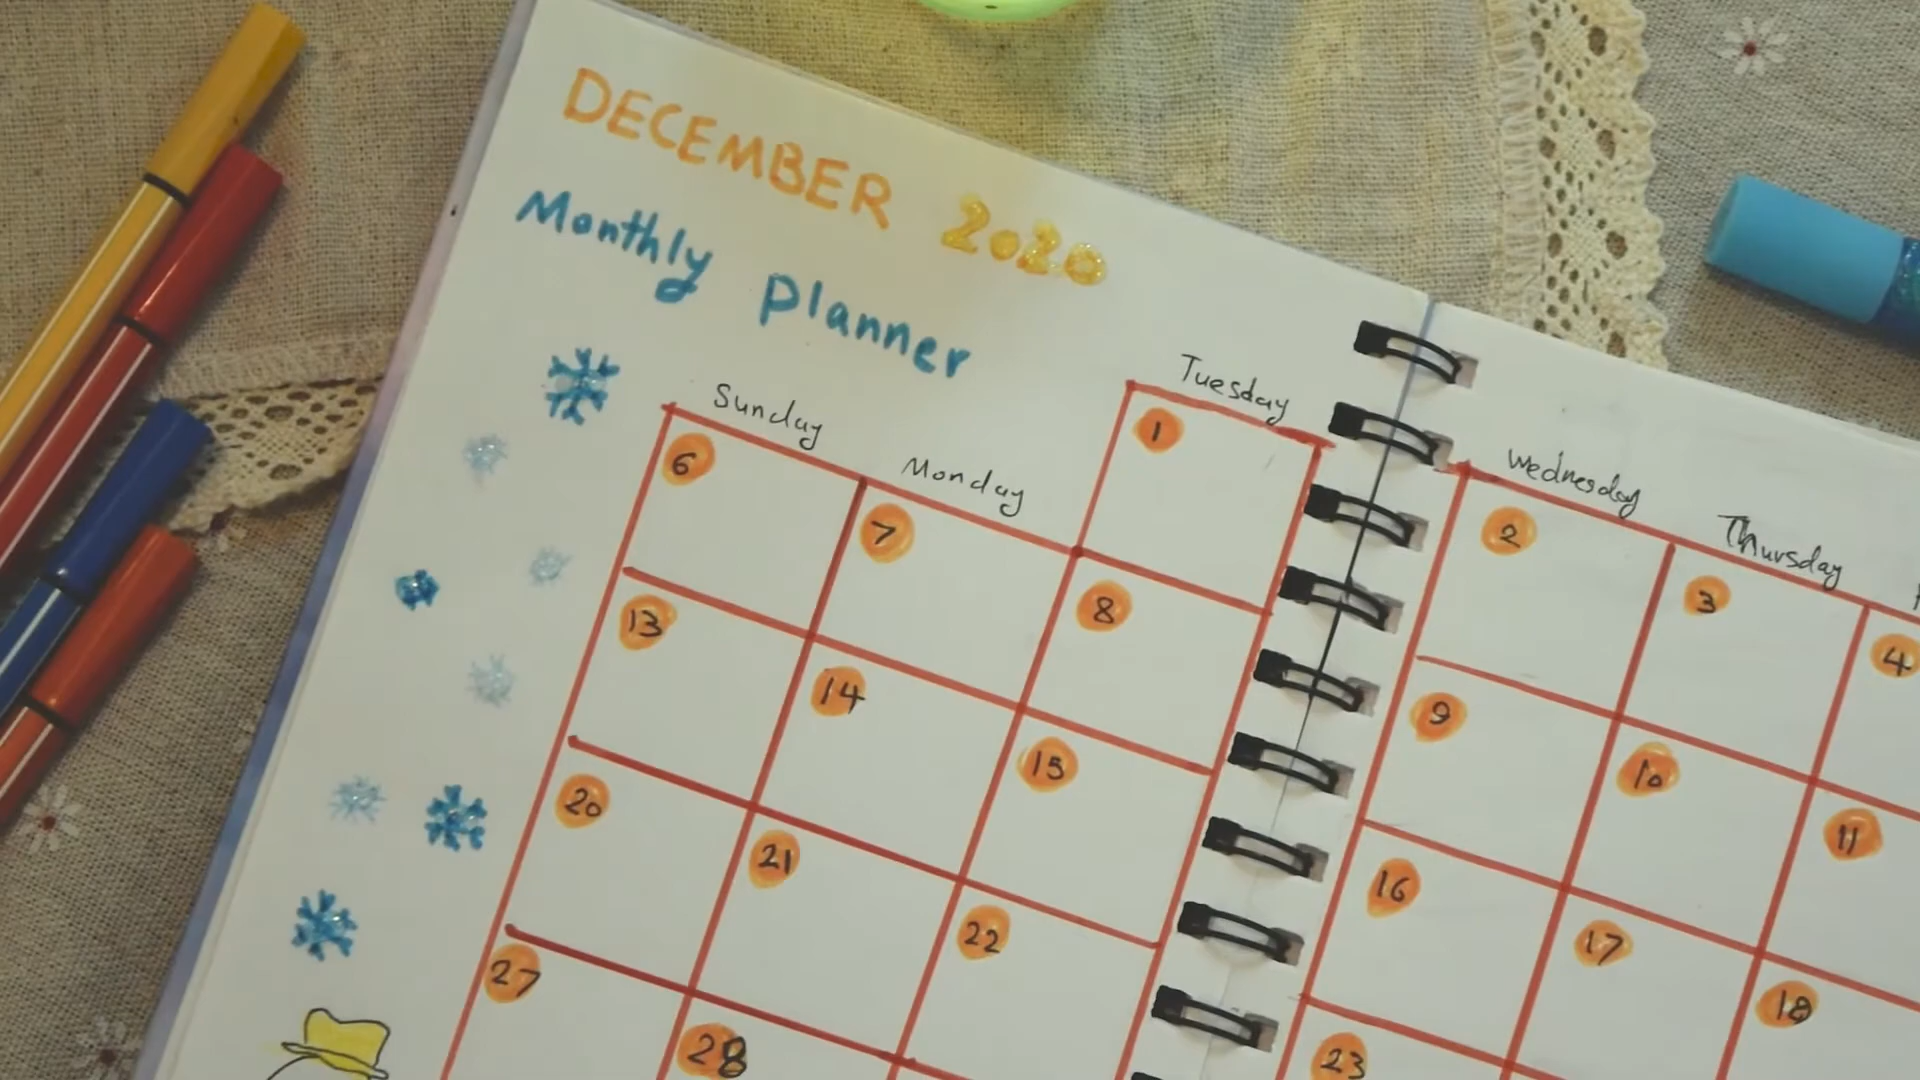 DECEMBER 2020
Monthly planner
Sunday Monday Tuesday Wednesday Thursday
1 2 3 4
6 7 8 9 10 11
13 14 15 16 17 18
20 21 22 23
27 28